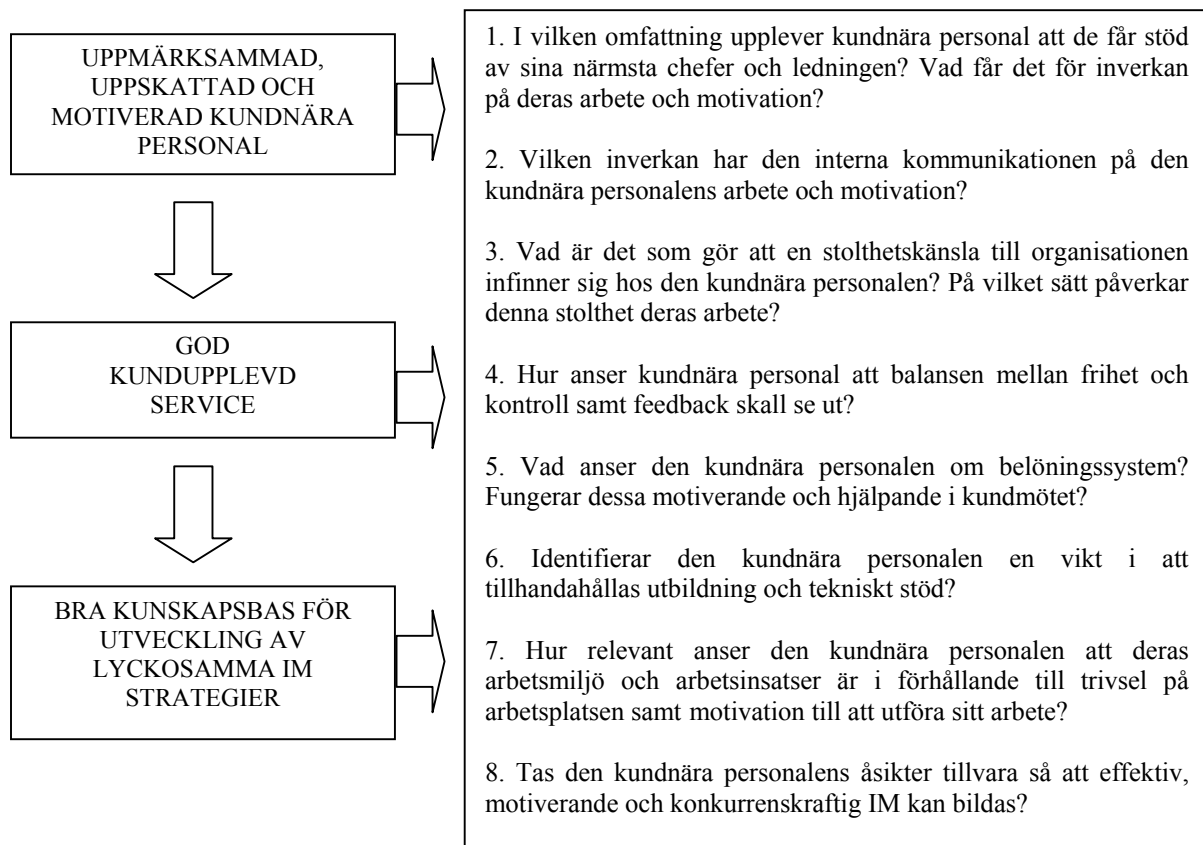 UPPMÄRKSAMMAD,
UPPSKATTAD OCH
MOTIVERAD KUNDNÄRA
PERSONAL
GOD
KUNDUPPLEVD
SERVICE
BRA KUNSKAPSBAS FÖR
UTVECKLING AV
LYCKOSAMMA IM
STRATEGIER
1. I vilken omfattning upplever kundnära personal att de får stöd
av sina närmsta chefer och ledningen? Vad får det för inverkan
på deras arbete och motivation?
2. Vilken inverkan har den interna kommunikationen på den
kundnära personalens arbete och motivation?
3. Vad är det som gör att en stolthetskänsla till organisationen
infinner sig hos den kundnära personalen? På vilket sätt påverkar
denna stolthet deras arbete?
4. Hur anser kundnära personal att balansen mellan frihet och
kontroll samt feedback skall se ut?
5. Vad anser den kundnära personalen om belöningssystem?
Fungerar dessa motiverande och hjälpande i kundmötet?
6. Identifierar den kundnära personalen en vikt i att
tillhandahållas utbildning och tekniskt stöd?
7. Hur relevant anser den kundnära personalen att deras
arbetsmiljö och arbetsinsatser är i förhållande till trivsel på
arbetsplatsen samt motivation till att utföra sitt arbete?
8. Tas den kundnära personalens åsikter tillvara så att effektiv,
motiverande och konkurrenskraftig IM kan bildas?